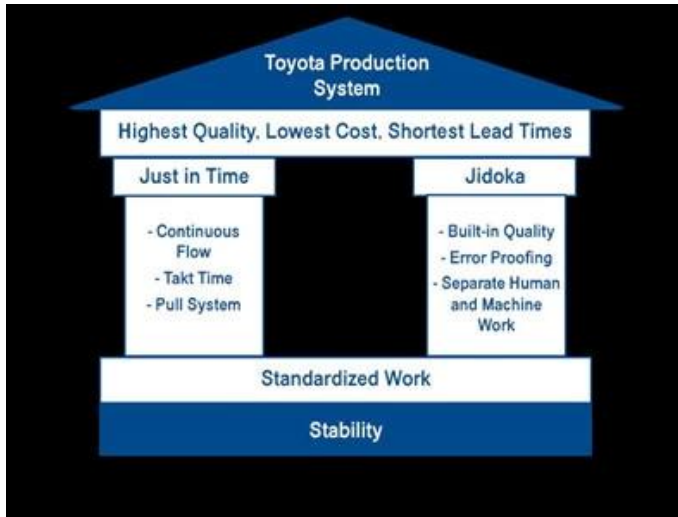 Toyota Production
System
Highest Quality, Lowest Cost, Shortest Lead Times
Just in Time
- Continuous
Flow
- Takt Time
- Pull System
Jidoka
- Built-in Quality
- Error Proofing
- Separate Human
and Machine
Work
Standardized Work
Stability